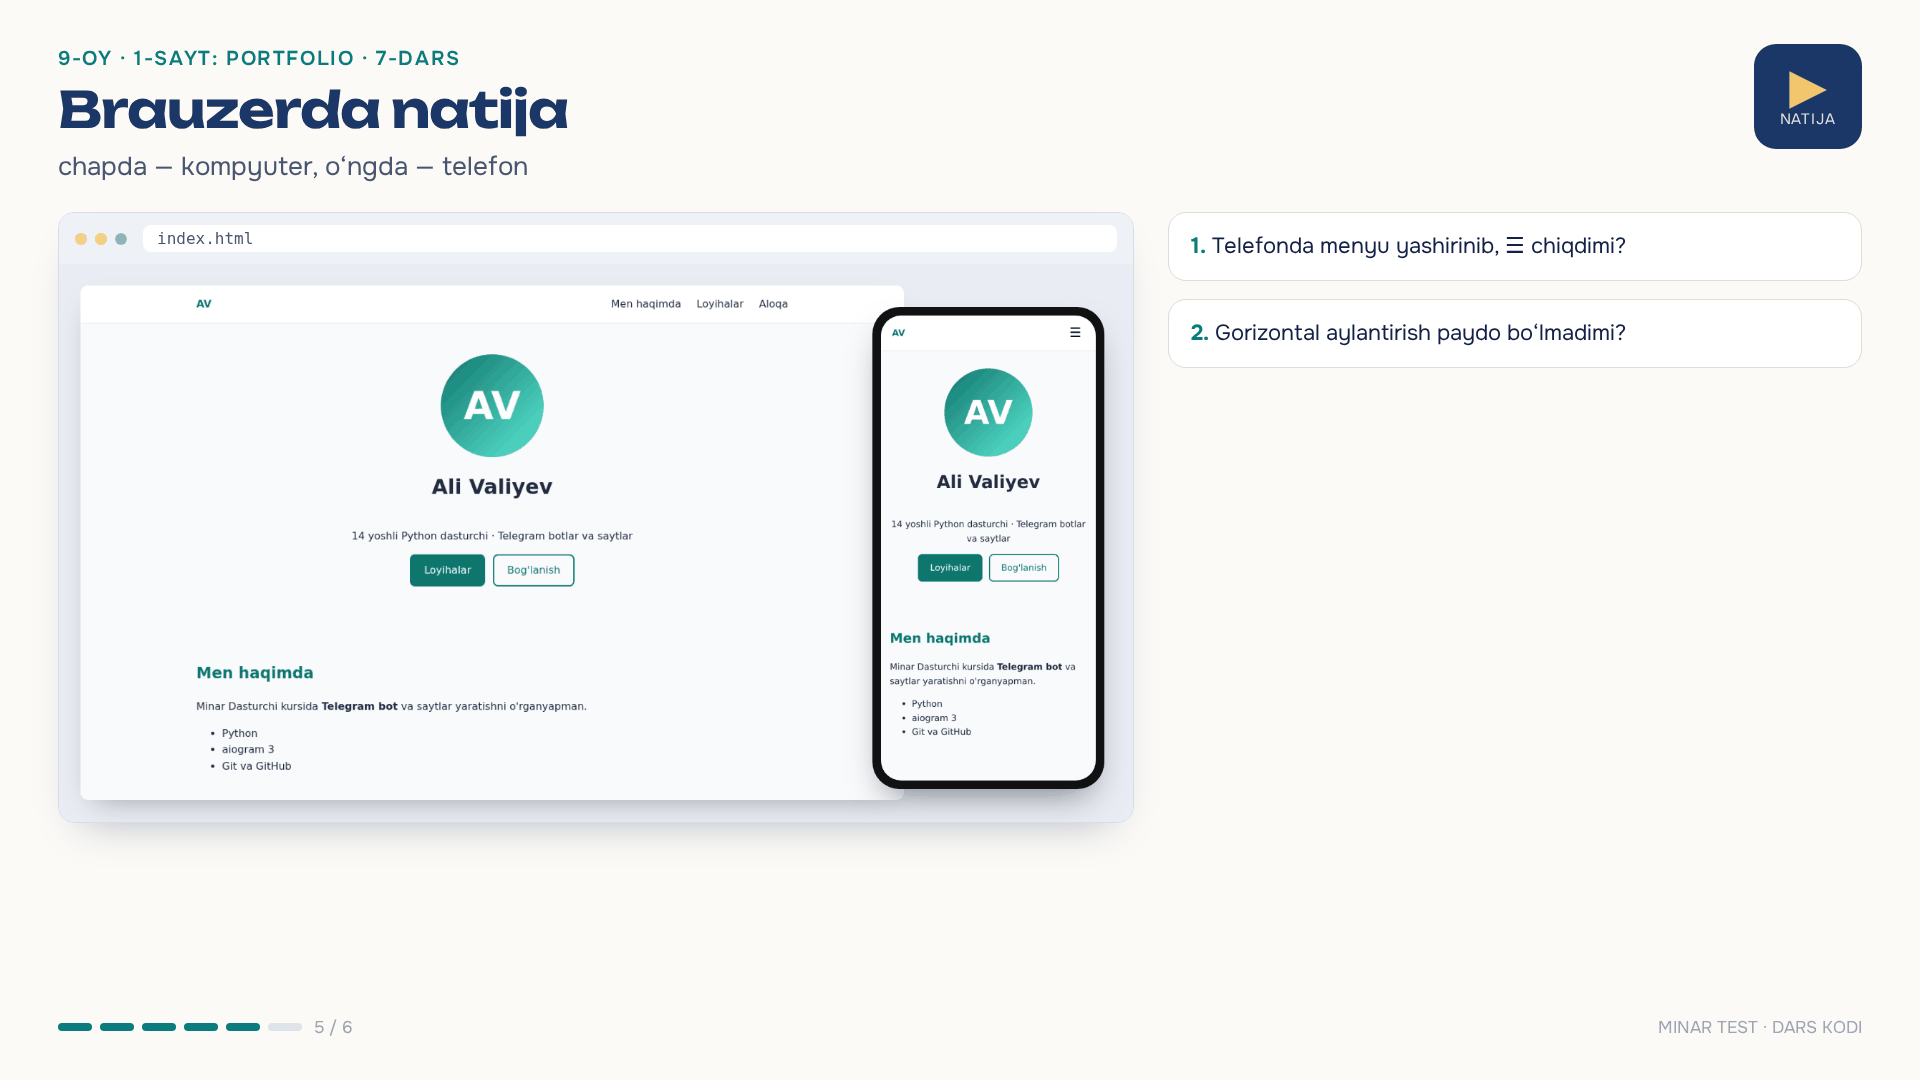 9-OY · 1-SAYT: PORTFOLIO · 7-DARS
Brauzerda natija
chapda — kompyuter, o‘ngda — telefon
NATIJA
index.html
AV
Men haqimda Loyihalar Aloqa
AV
Ali Valiyev
14 yoshli Python dasturchi · Telegram botlar va saytlar
Loyihalar Bog'lanish
Men haqimda
Minar Dasturchi kursida Telegram bot va saytlar yaratishni o'rganyapman.
• Python
• aiogram 3
• Git va GitHub
AV ☰
AV
Ali Valiyev
14 yoshli Python dasturchi · Telegram botlar
va saytlar
Loyihalar Bog'lanish
Men haqimda
Minar Dasturchi kursida Telegram bot va
saytlar yaratishni o'rganyapman.
• Python
• aiogram 3
• Git va GitHub
1. Telefonda menyu yashirinib, ☰ chiqdimi?
2. Gorizontal aylantirish paydo bo‘lmadimi?
5 / 6
MINAR TEST · DARS KODI